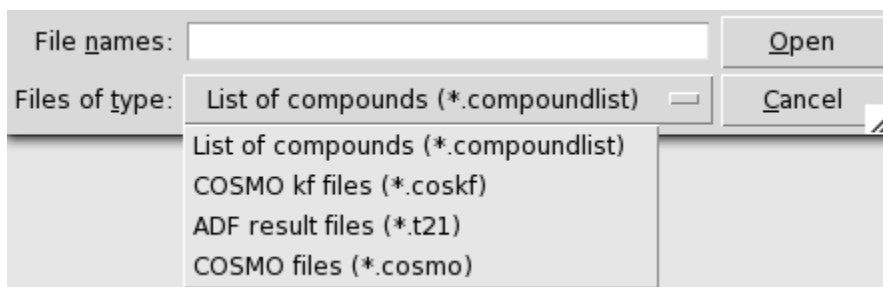 File names: Open
Files of type: List of compounds (*.compoundlist) Cancel
List of compounds (*.compoundlist)
COSMO kf files (*.coskf)
ADF result files (*.t21)
COSMO files (*.cosmo)